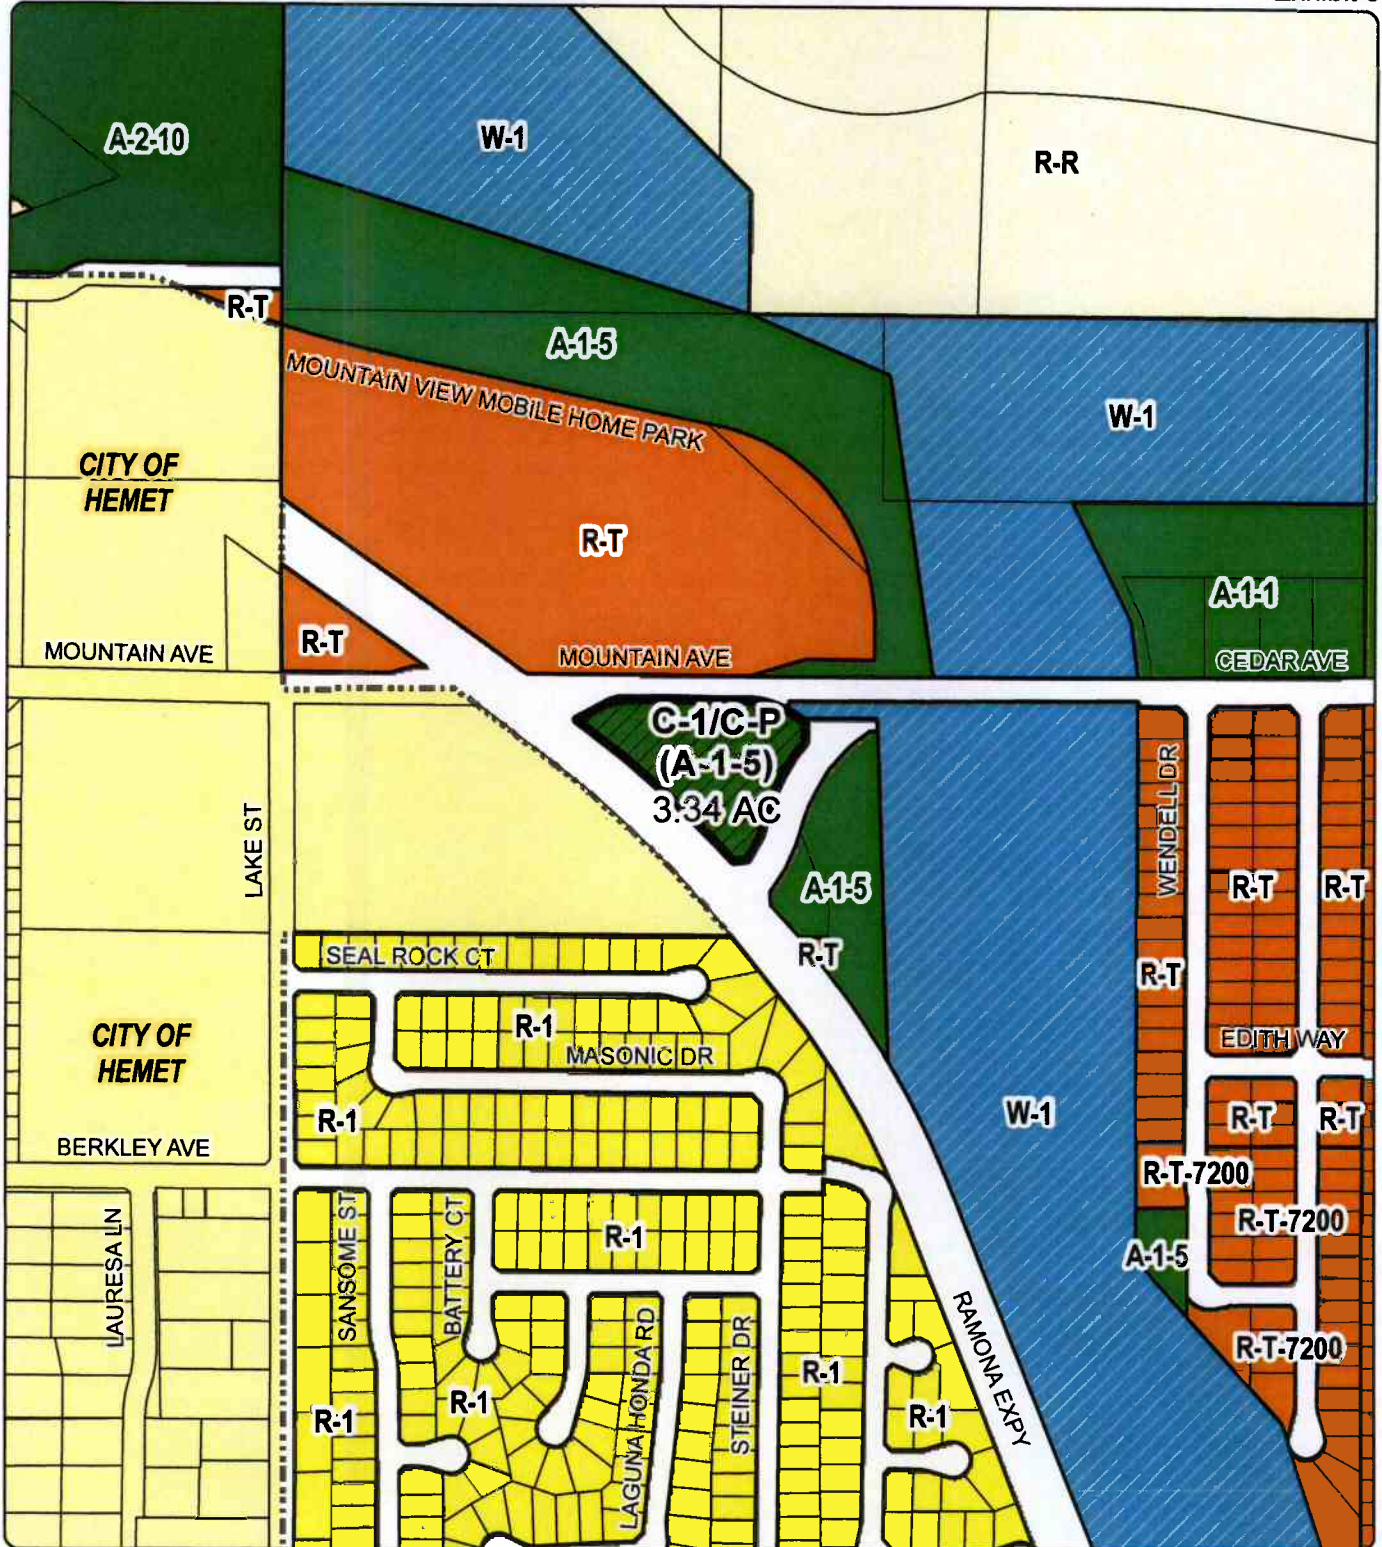 A-2-10
W-1
R-R
R-T
A-1-5
MOUNTAIN VIEW MOBILE HOME PARK
W-1
CITY OF
HEMET
R-T
A-1-1
R-T
MOUNTAIN AVE
MOUNTAIN AVE
CEDAR AVE
C-1/C-P
(A-1-5)
3.34 AC
WENDELL DR
LAKE ST
A-1-5
R-T
R-T
R-T
SEAL ROCK CT
R-T
R-1
MASONIC DR
EDITH WAY
CITY OF
HEMET
R-1
W-1
R-T
R-T
BERKLEY AVE
R-T-7200
R-T-7200
R-1
A-1-5
LAURESA LN
SANSOME ST
BATTERY CT
RAMONA EXPY
R-T-7200
LAGUNA HONDA RD
STEINER DR
R-1
R-1
R-1
R-1